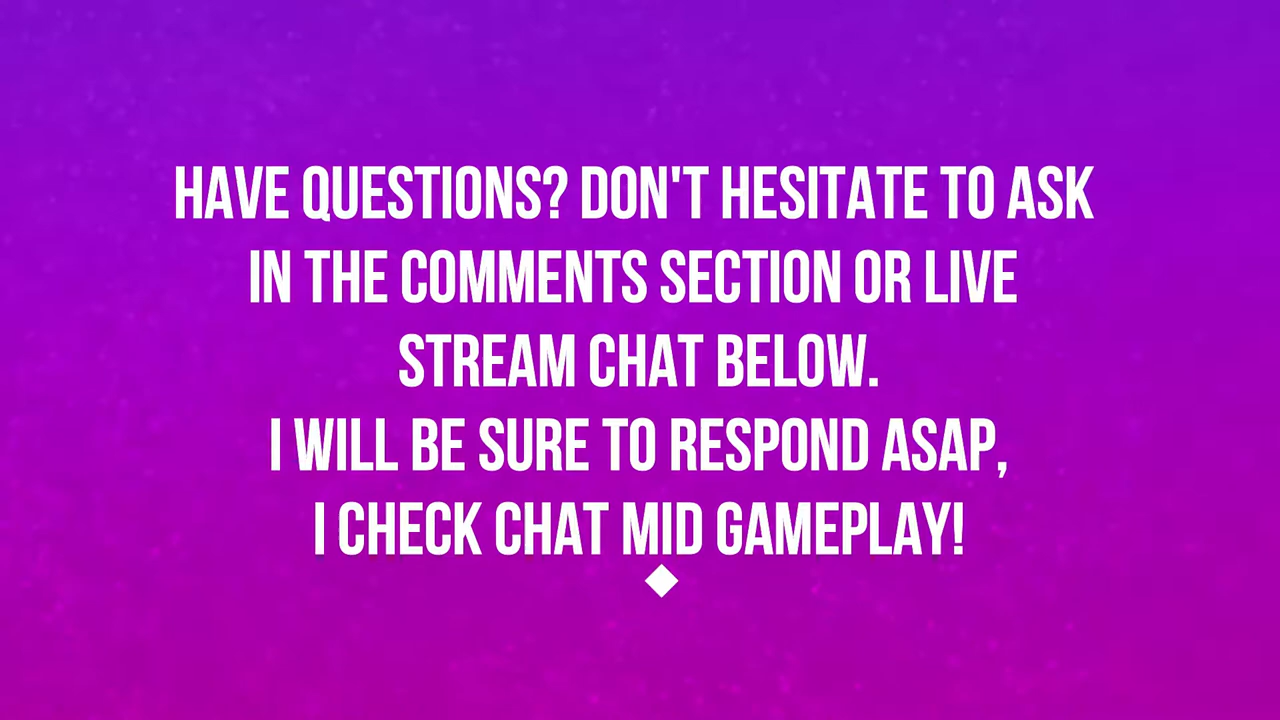 HAVE QUESTIONS? DON'T HESITATE TO ASK
IN THE COMMENTS SECTION OR LIVE
STREAM CHAT BELOW.
I WILL BE SURE TO RESPOND ASAP,
I CHECK CHAT MID GAMEPLAY!